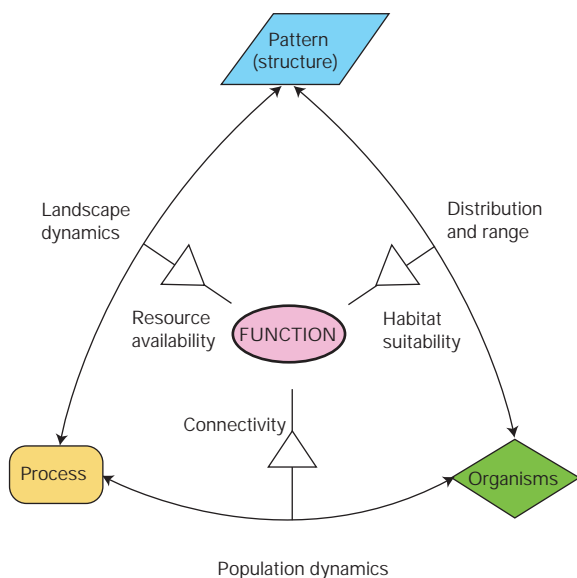 Pattern
(structure)
Landscape
dynamics
Distribution
and range
Resource
availability
FUNCTION
Habitat
suitability
Connectivity
Process
Organisms
Population dynamics